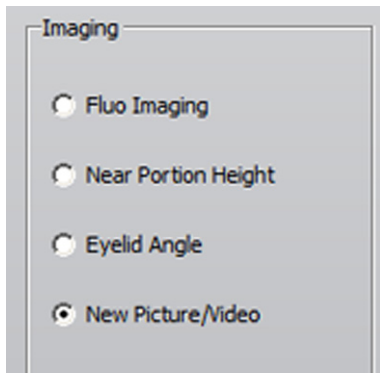 Imaging
Fluo Imaging
Near Portion Height
Eyelid Angle
New Picture/Video